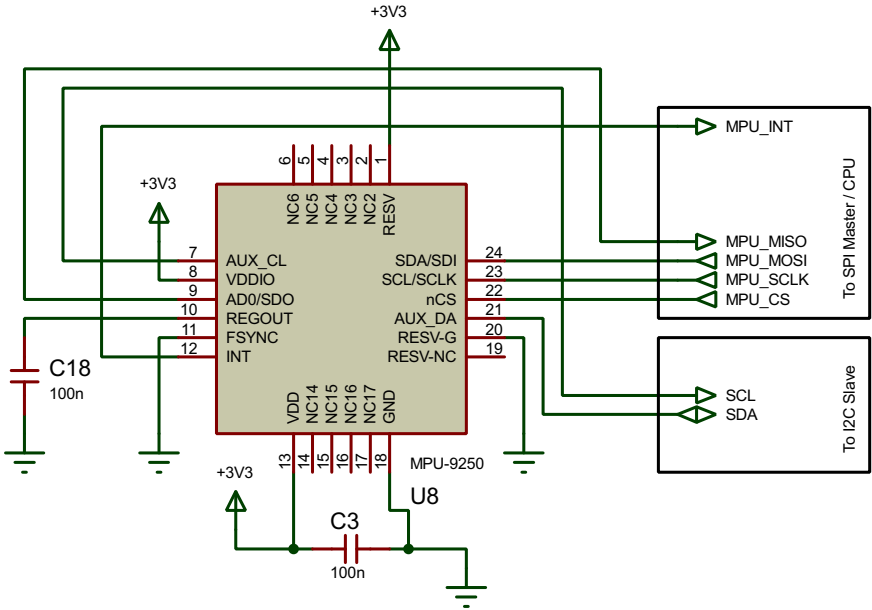 +3V3
MPU_INT
6
5
4
3
2
1
+3V3
NC6
NC5
NC4
NC3
NC2
RESV
To SPI Master / CPU
MPU_MISO
7 AUX_CL SDA/SDI 24 MPU_MOSI
8 VDDIO SCL/SCLK 23 MPU_SCLK
9 AD0/SDO nCS 22 MPU_CS
10 REGOUT AUX_DA 21
11 FSYNC RESV-G 20
12 INT RESV-NC 19
C18
100n
To I2C Slave
SCL
SDA
VDD
NC14
NC15
NC16
NC17
GND
13
14
15
16
17
18
MPU-9250
+3V3
U8
C3
100n